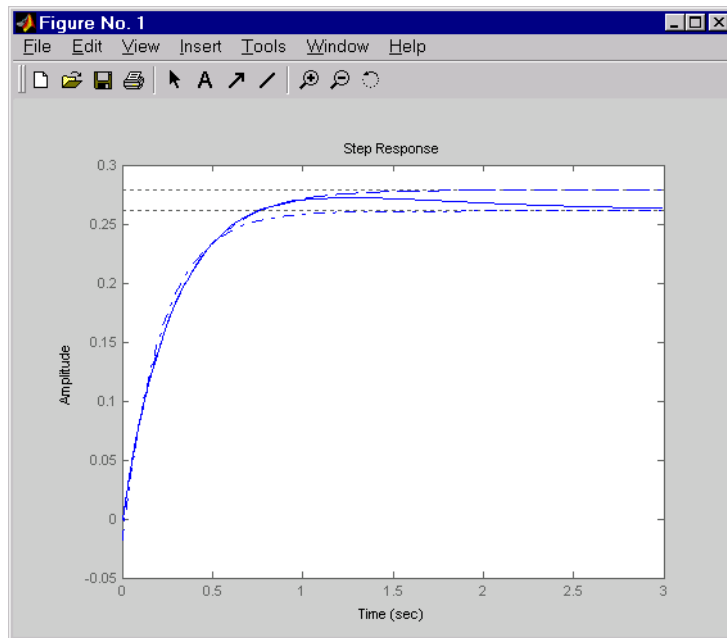 Figure No. 1
File Edit View Insert Tools Window Help
A
Step Response
0.3
0.25
0.2
0.15
0.1
0.05
0
-0.05
Amplitude
0 0.5 1 1.5 2 2.5 3
Time (sec)